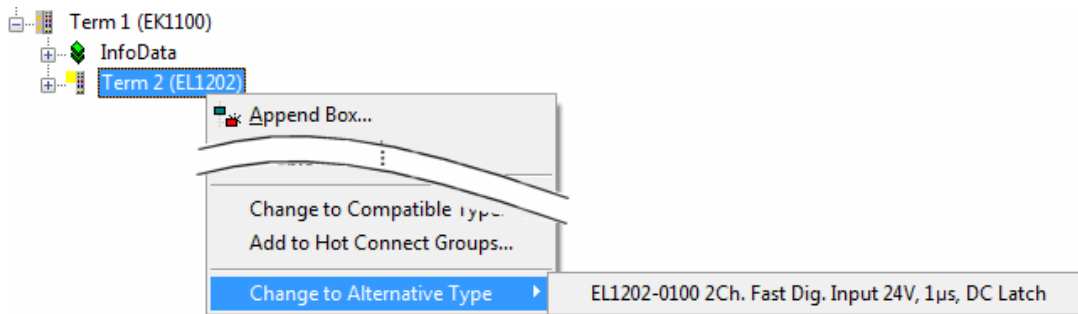 Term 1 (EK1100)
InfoData
Term 2 (EL1202)
Append Box...
Change to Compatible Type
Add to Hot Connect Groups...
Change to Alternative Type
EL1202-0100 2Ch. Fast Dig. Input 24V, 1µs, DC Latch